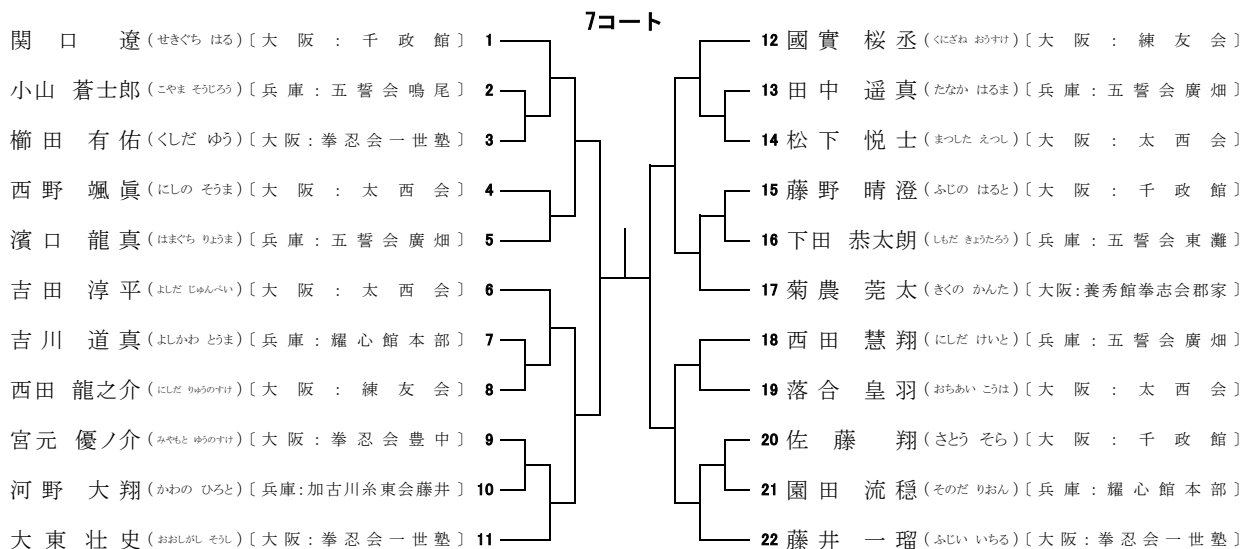 7コート
関口 遼 (せきぐち はる) 〔大阪:千政館〕 1
小山 蒼士郎 (こやま そうじろう) 〔兵庫:五誓会鳴尾〕 2
櫛田 有佑 (くしだ ゆう) 〔大阪:拳忍会一世塾〕 3
西野 颯眞 (にしの そうま) 〔大阪:太西会〕 4
濱口 龍真 (はまぐち りょうま) 〔兵庫:五誓会廣畑〕 5
吉田 淳平 (よしだ じゅんぺい) 〔大阪:太西会〕 6
吉川 道真 (よしかわ とうま) 〔兵庫:耀心館本部〕 7
西田 龍之介 (にしだ りゅうのすけ) 〔大阪:練友会〕 8
宮元 優ノ介 (みやもと ゆうのすけ) 〔大阪:拳忍会豊中〕 9
河野 大翔 (かわの ひろと) 〔兵庫:加古川糸東会藤井〕 10
大東 壮史 (おおしがし そうし) 〔大阪:拳忍会一世塾〕 11
12 國實 桜丞 (くにざね おうすけ) 〔大阪:練友会〕
13 田中 遥真 (たなか はるま) 〔兵庫:五誓会廣畑〕
14 松下 悦士 (まつした えつし) 〔大阪:太西会〕
15 藤野 晴澄 (ふじの はると) 〔大阪:千政館〕
16 下田 恭太朗 (しもだ きょうたろう) 〔兵庫:五誓会東灘〕
17 菊農 莞太 (きくの かんた) 〔大阪:養秀館拳志会郡家〕
18 西田 慧翔 (にしだ けいと) 〔兵庫:五誓会廣畑〕
19 落合 皇羽 (おちあい こうは) 〔大阪:太西会〕
20 佐藤 翔 (さとう そら) 〔大阪:千政館〕
21 園田 流穏 (そのだ りおん) 〔兵庫:耀心館本部〕
22 藤井 一瑠 (ふじい いちる) 〔大阪:拳忍会一世塾〕